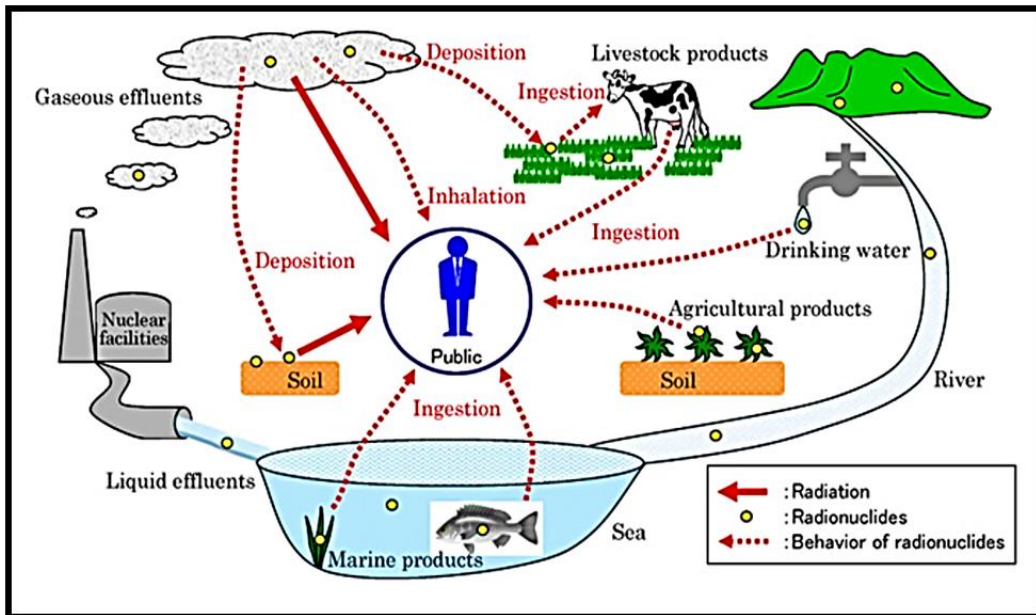 Deposition
Livestock products
Ingestion
Gaseous effluents
Inhalation
Ingestion
Deposition
Drinking water
Agricultural products
Nuclear
facilities
Public
Soil
Soil
River
Ingestion
Liquid effluents
Sea
Marine products
:Radiation
:Radionuclides
:Behavior of radionuclides